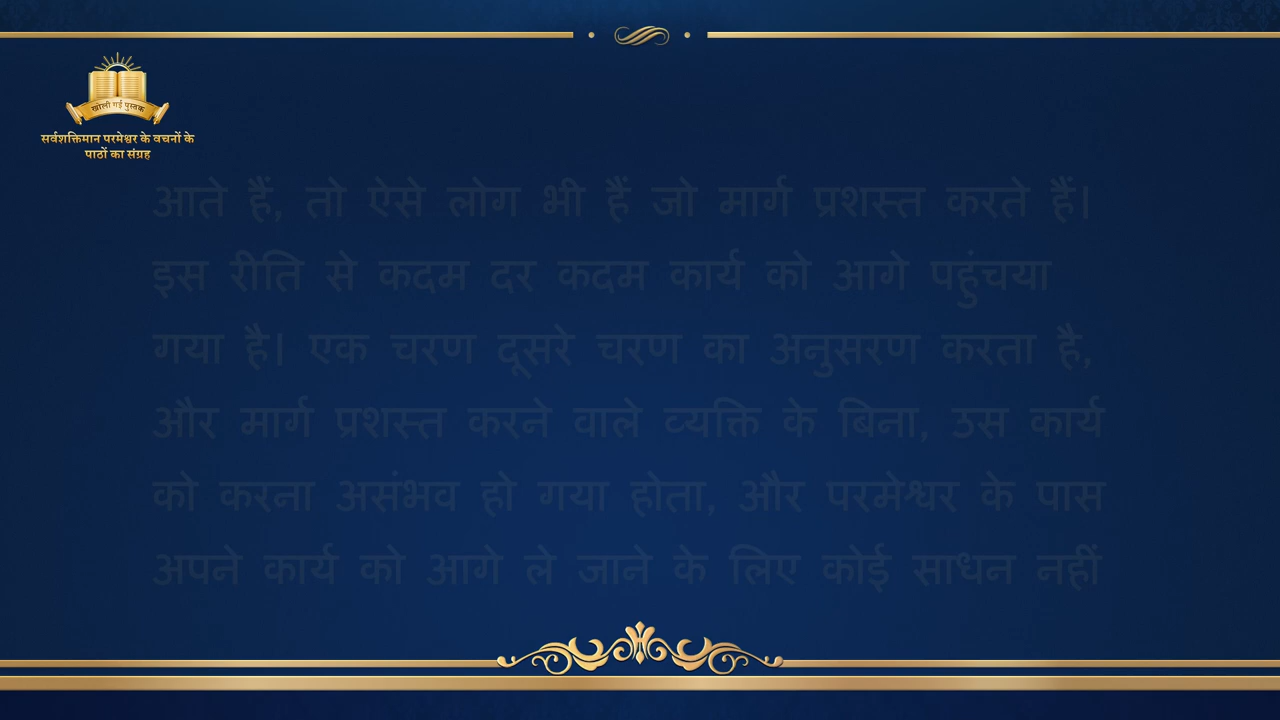 खोली गई पुस्तक
सर्वशक्तिमान परमेश्वर के वचनों के
पाठों का संग्रह
आते हैं, तो ऐसे लोग भी हैं जो मार्ग प्रशस्त करते हैं।
इस रीति से कदम दर कदम कार्य को आगे पहुंचया
गया है। एक चरण दूसरे चरण का अनुसरण करता है,
और मार्ग प्रशस्त करने वाले व्यक्ति के बिना, उस कार्य
को करना असंभव हो गया होता, और परमेश्वर के पास
अपने कार्य को आगे ले जाने के लिए कोई साधन नहीं